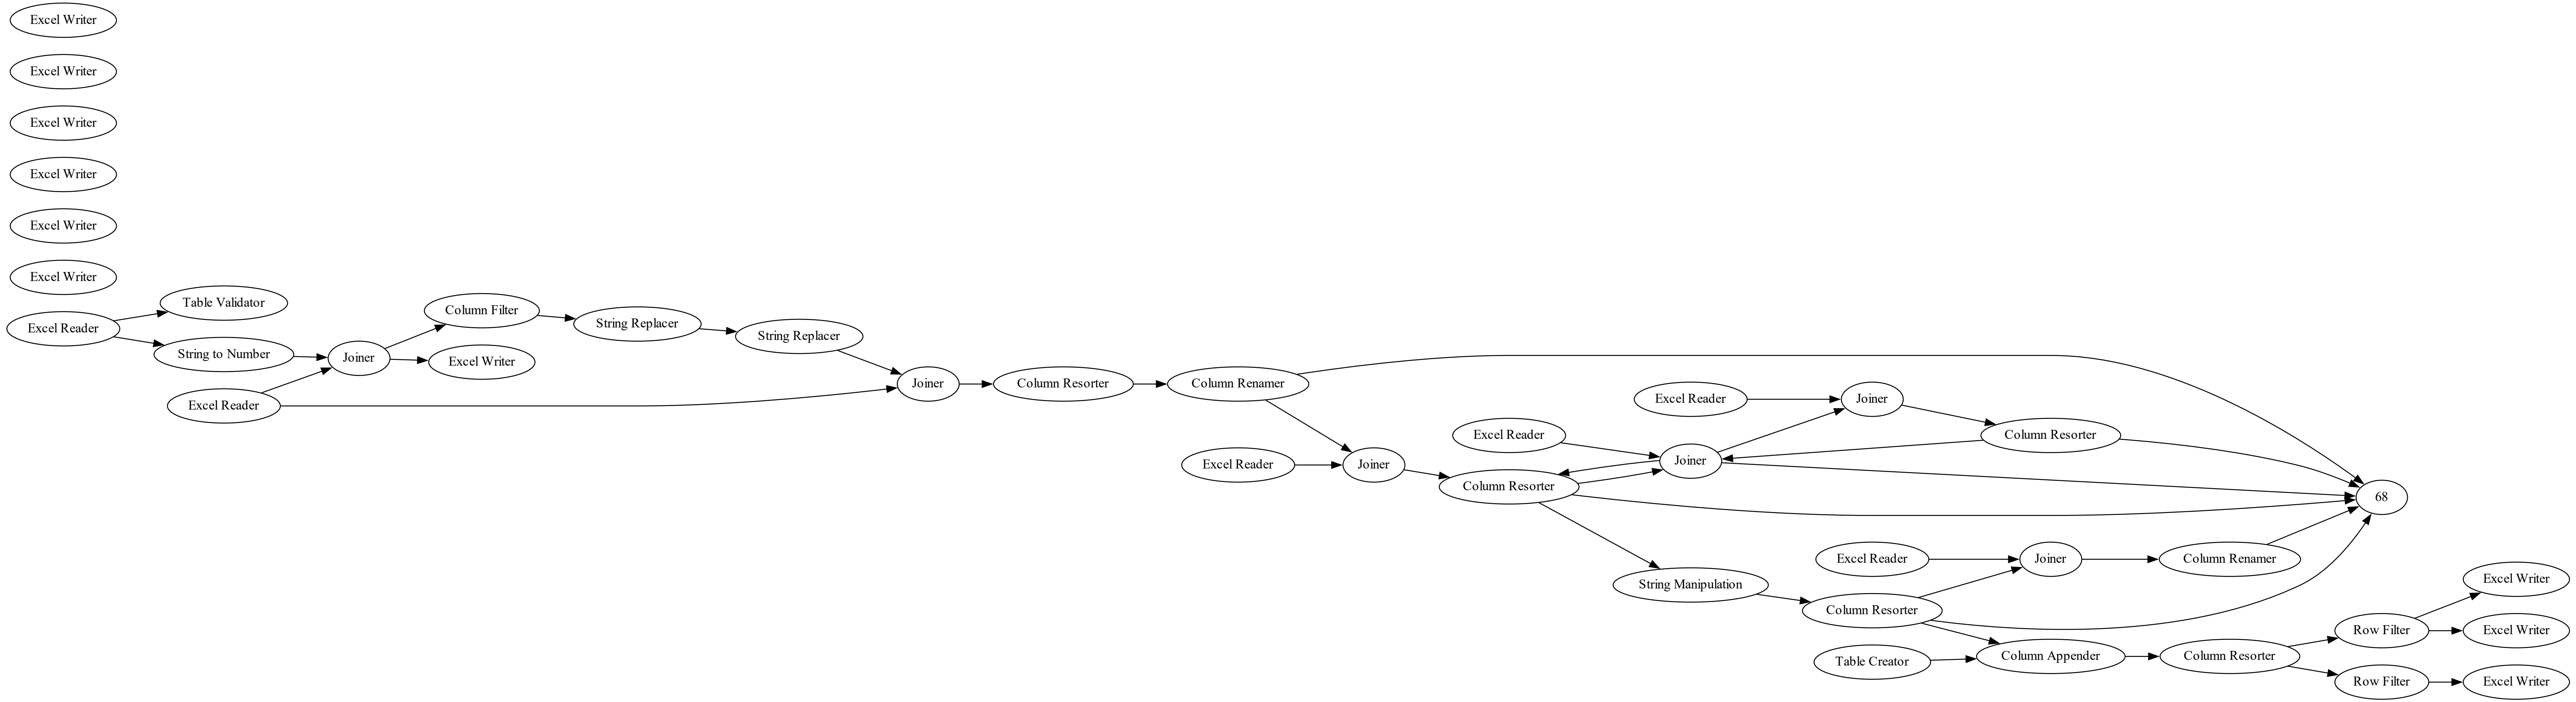 Excel Writer
Excel Writer
Excel Writer
Excel Writer
Excel Writer
Excel Writer
Excel Reader
Table Validator
String to Number
Excel Reader
Joiner
Column Filter
Excel Writer
String Replacer
String Replacer
Joiner
Column Resorter
Column Renamer
Excel Reader
Joiner
Excel Reader
Column Resorter
Excel Reader
Joiner
String Manipulation
Joiner
Excel Reader
Column Resorter
Table Creator
Column Resorter
Joiner
Column Appender
Column Renamer
Column Resorter
68
Row Filter
Row Filter
Excel Writer
Excel Writer
Excel Writer